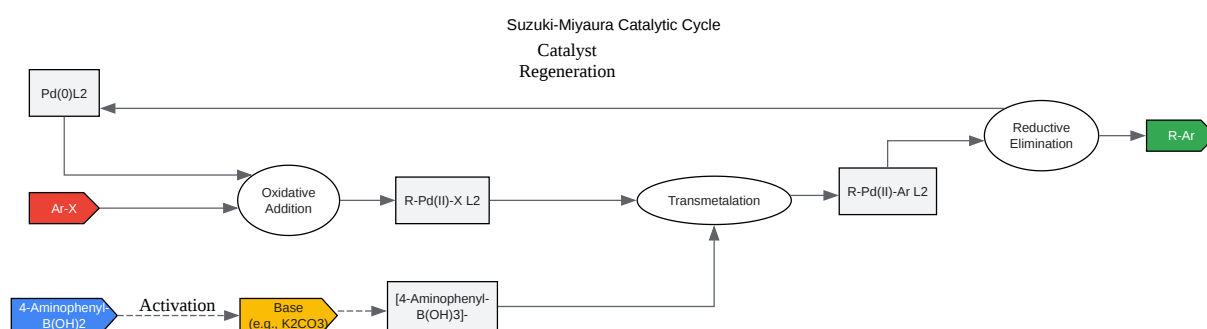 Suzuki-Miyaura Catalytic Cycle
Catalyst
Regeneration
Pd(0)L2
Reductive
Elimination
R-Ar
Ar-X
Oxidative
Addition
R-Pd(II)-X L2
Transmetalation
R-Pd(II)-Ar L2
4-Aminophenyl-
B(OH)2
Activation
Base
(e.g., K2CO3)
[4-Aminophenyl-
B(OH)3]-